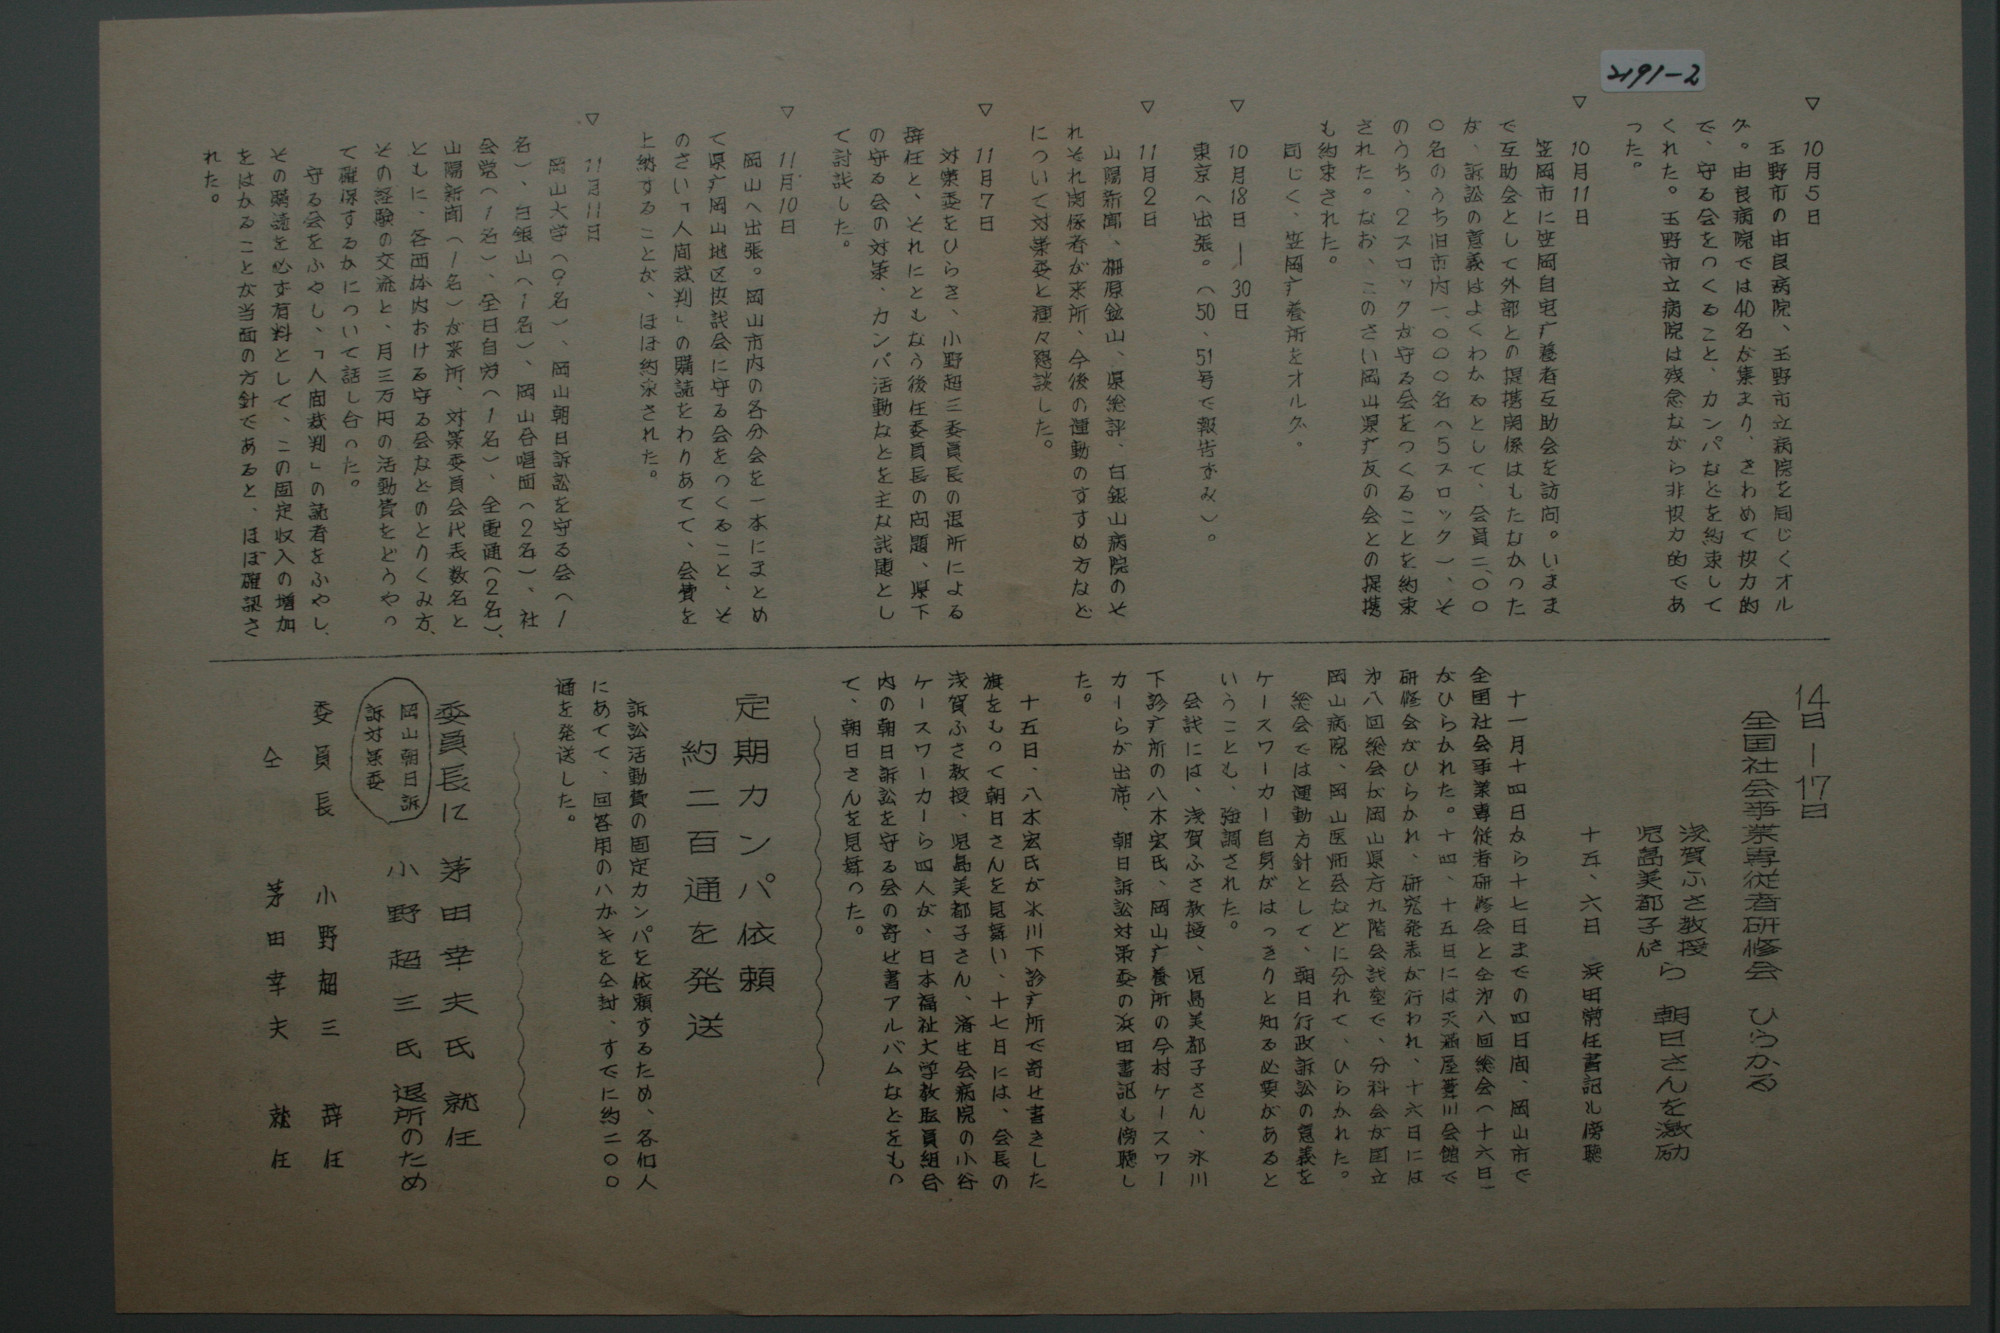 2191-2
▽ 10月5日
玉野市の由良病院、玉野市立病院を同じくオル
グ。由良病院では40名が集まり、きわめて协力的
で、守る会をつくること、カンパなどを約束して
くれた。玉野市立病院は残念ながら非协力的であ
った。
▽ 10月11日
笠岡市に笠岡自宅疒養者互助会を訪问。いまま
で互助会として外部との提携関係はもたなかった
が、訴訟の意義はよくわかるとして、会員二、〇〇
〇名のうち旧市内一、〇〇〇名（5ブロック）、そ
のうち、2ブロックが守る会をつくることを約束
された。なお、このさい岡山県疒友の会との提携
も約束された。
同じく、笠岡疒養所をオルグ。
▽ 10月18日―30日
東京へ出張。（50、51号で報告ずみ）。
▽ 11月2日
山陽新聞、柵原鉱山、県総評、白銀山病院のそ
れぞれ関係者が来所、今後の運動のすすめ方など
について対策委と種々懇談した。
▽ 11月7日
対策委をひらき、小野超三委員長の退所による
辞任と、それにともなう後任委員長の问題、県下
の守る会の対策、カンパ活動などを主な議題とし
て討議した。
▽ 11月10日
岡山へ出張。岡山市内の各分会を一本にまとめ
て県疒岡山地区协議会に守る会をつくること、そ
のさい「人间裁判」の購読をわりあてて、会費を
上納することが、ほぼ約束された。
▽ 11月11日
岡山大学（9名）、岡山朝日訴訟を守る会（1
名）、白銀山（1名）、岡山合唱団（2名）、社
会党（1名）、全日自労（1名）、全電通（2名）、
山陽新聞（1名）が来所、対策委員会代表数名と
ともに、各团体内おける守る会などのとりくみ方、
その経験の交流と、月三万円の活動費をどうやっ
て確保するかについて話し合った。
守る会をふやし、「人间裁判」の読者をふやし、
その購読を必ず有料として、この固定収入の増加
をはかることが当面の方針であると、ほぼ確認さ
れた。
14日―17日
全国社会事業専従者研修会 ひらかる
浅賀ふさ教授
児島美都子さんら 朝日さんを激励
十五、六日 浜田常任書記も傍聴
十一月十四日から十七日までの四日间、岡山市で
全国社会事業専従者研修会と仝㐧八回総会（十六日）
がひらかれた。十四、十五日には天満屋葦川会館で
研修会がひらかれ、研究発表が行われ、十六日には
㐧八回総会が岡山県庁九階会議室で、分科会が国立
岡山病院、岡山医师会などに分れて、ひらかれた。
総会では運動方針として、朝日行政訴訟の意義を
ケースワーカー自身がはっきりと知る必要があると
いうことも、強調された。
会議には、浅賀ふさ教授、児島美都子さん、氷川
下診疒所の八木宏氏、岡山疒養所の今村ケースワー
カーらが出席、朝日訴訟対策委の浜田書記も傍聴し
た。
十五日、八木宏氏が氷川下診疒所で寄せ書きした
旗をもって朝日さんを見舞い、十七日には、会長の
浅賀ふさ教授、児島美都子さん、済生会病院の小谷
ケースワーカーら四人が、日本福祉大学教职員組合
内の朝日訴訟を守る会の寄せ書アルバムなどをもっ
て、朝日さんを見舞った。
定期カンパ依頼
約二百通を発送
訴訟活動費の固定カンパを依頼するため、各個人
にあてて、回答用のハガキを仝封、すでに約二〇〇
通を発送した。
委員長に 茅田幸夫氏 就任
岡山朝日訴
訴対策委
小野超三氏 退所のため
委員長 小野超三 辞任
仝 茅田幸夫 就任